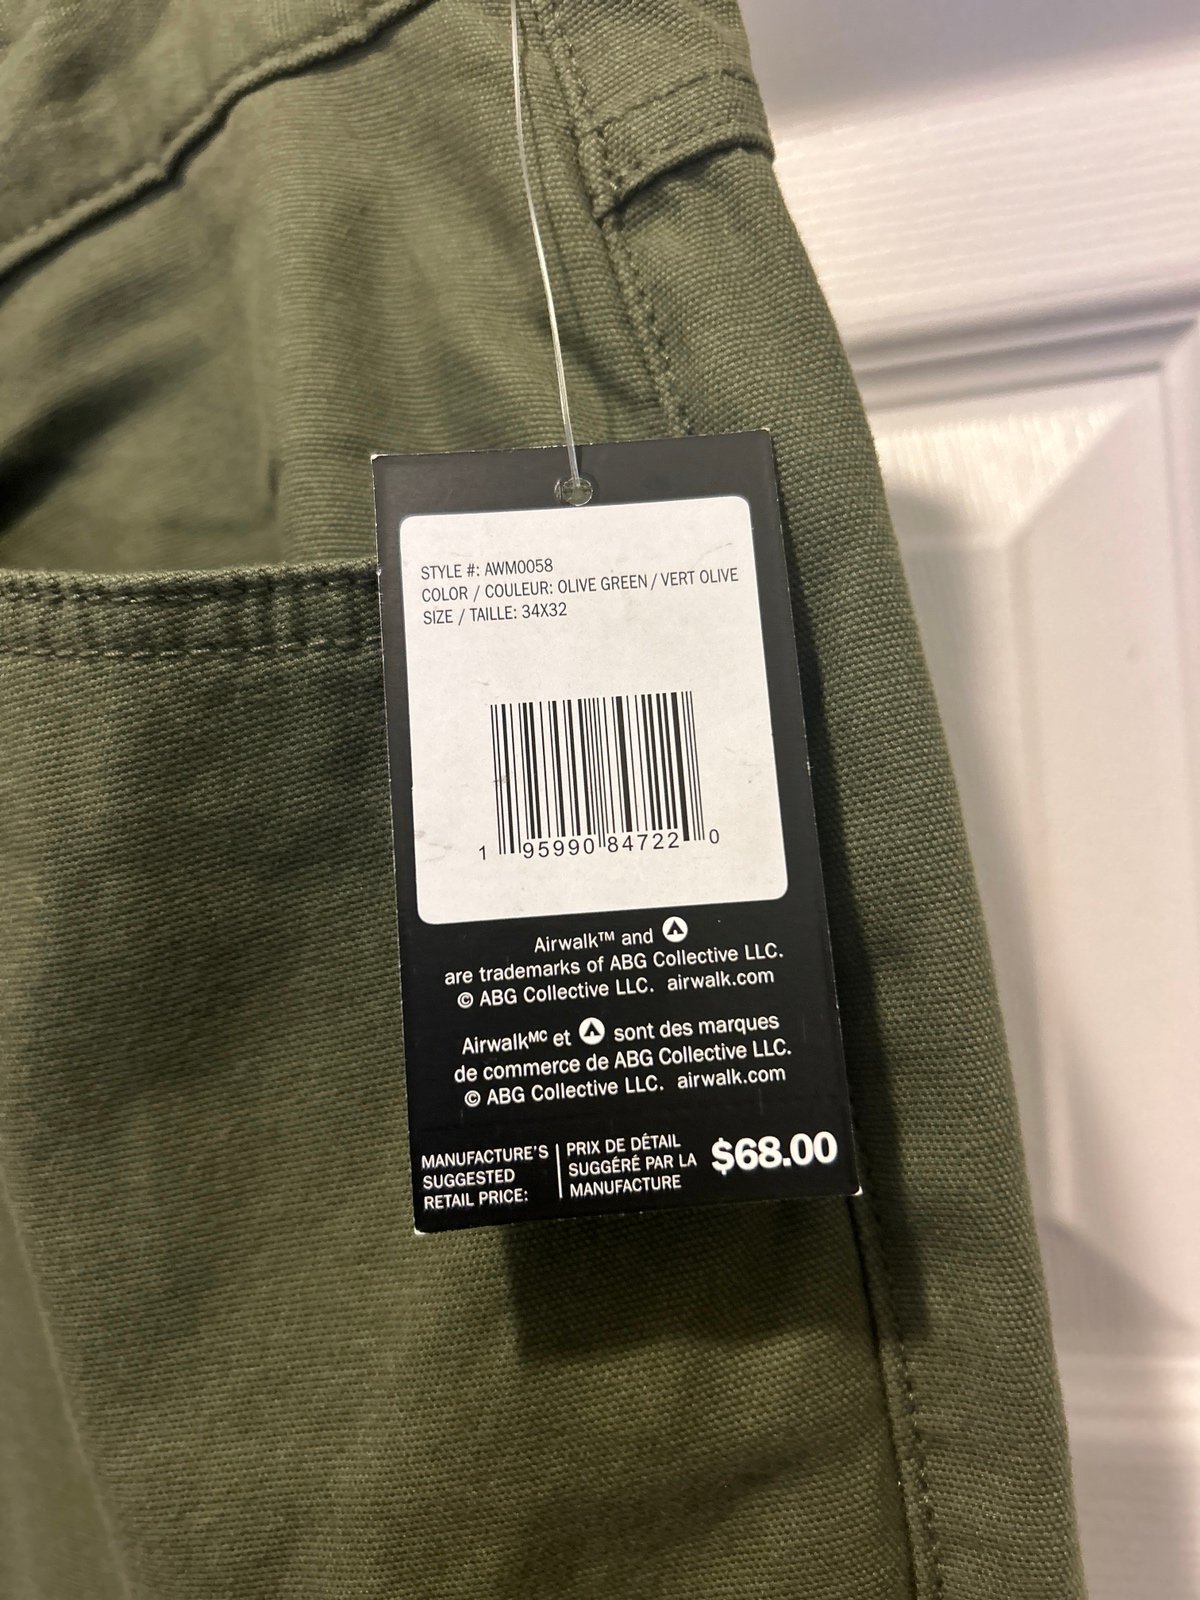 STYLE #: AWM0058
COLOR / COULEUR: OLIVE GREEN / VERT OLIVE
SIZE / TAILLE: 34X32
1 95990 84722 0
Airwalk™ and
are trademarks of ABG Collective LLC.
© ABG Collective LLC. airwalk.com
Airwalkᴹᶜ et sont des marques
de commerce de ABG Collective LLC.
© ABG Collective LLC. airwalk.com
MANUFACTURE'S SUGGESTED RETAIL PRICE:
PRIX DE DÉTAIL SUGGÉRÉ PAR LA MANUFACTURE
$68.00